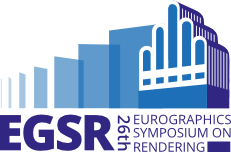 EGSR
26th
EUROGRAPHICS
SYMPOSIUM ON
RENDERING